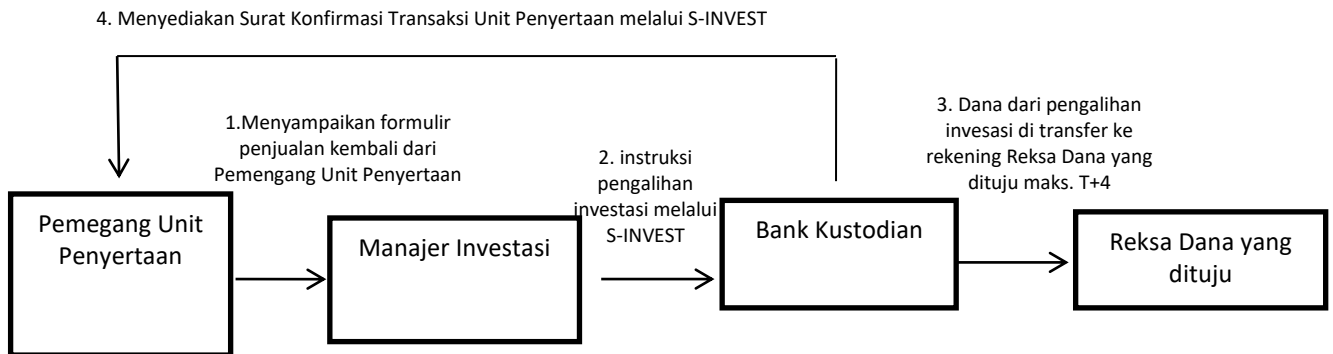 4. Menyediakan Surat Konfirmasi Transaksi Unit Penyertaan melalui S-INVEST
1.Menyampaikan formulir
penjualan kembali dari
Pemengang Unit Penyertaan
2. instruksi
pengalihan
investasi melalui
S-INVEST
3. Dana dari pengalihan
invesasi di transfer ke
rekening Reksa Dana yang
dituju maks. T+4
Pemegang Unit
Penyertaan
Manajer Investasi
Bank Kustodian
Reksa Dana yang
dituju